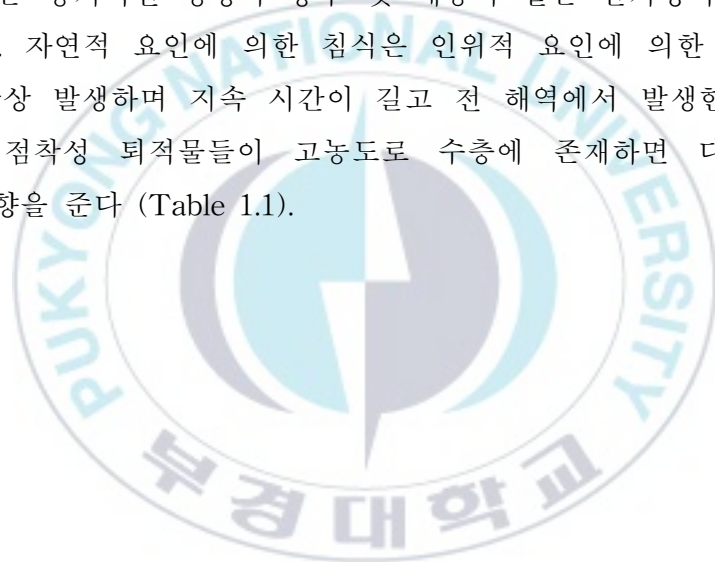 자연적 요인에 의한 침식은 인위적 요인에 의한
상 발생하며 지속 시간이 길고 전 해역에서 발생한
점착성 퇴적물들이 고농도로 수층에 존재하면 다
향을 준다 (Table 1.1).
PUKYONG NATIONAL UNIVERSITY
부경대학교